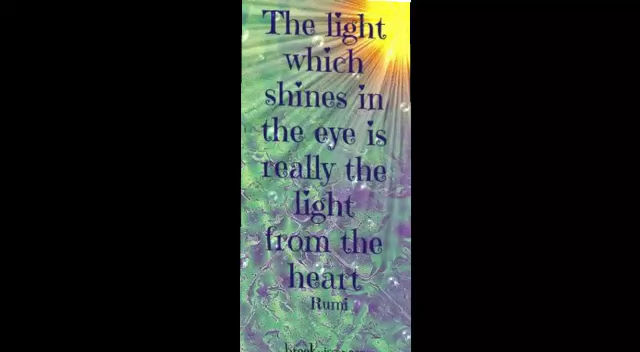 The light
which
shines in
the eye is
really the
light
from the
heart
Rumi